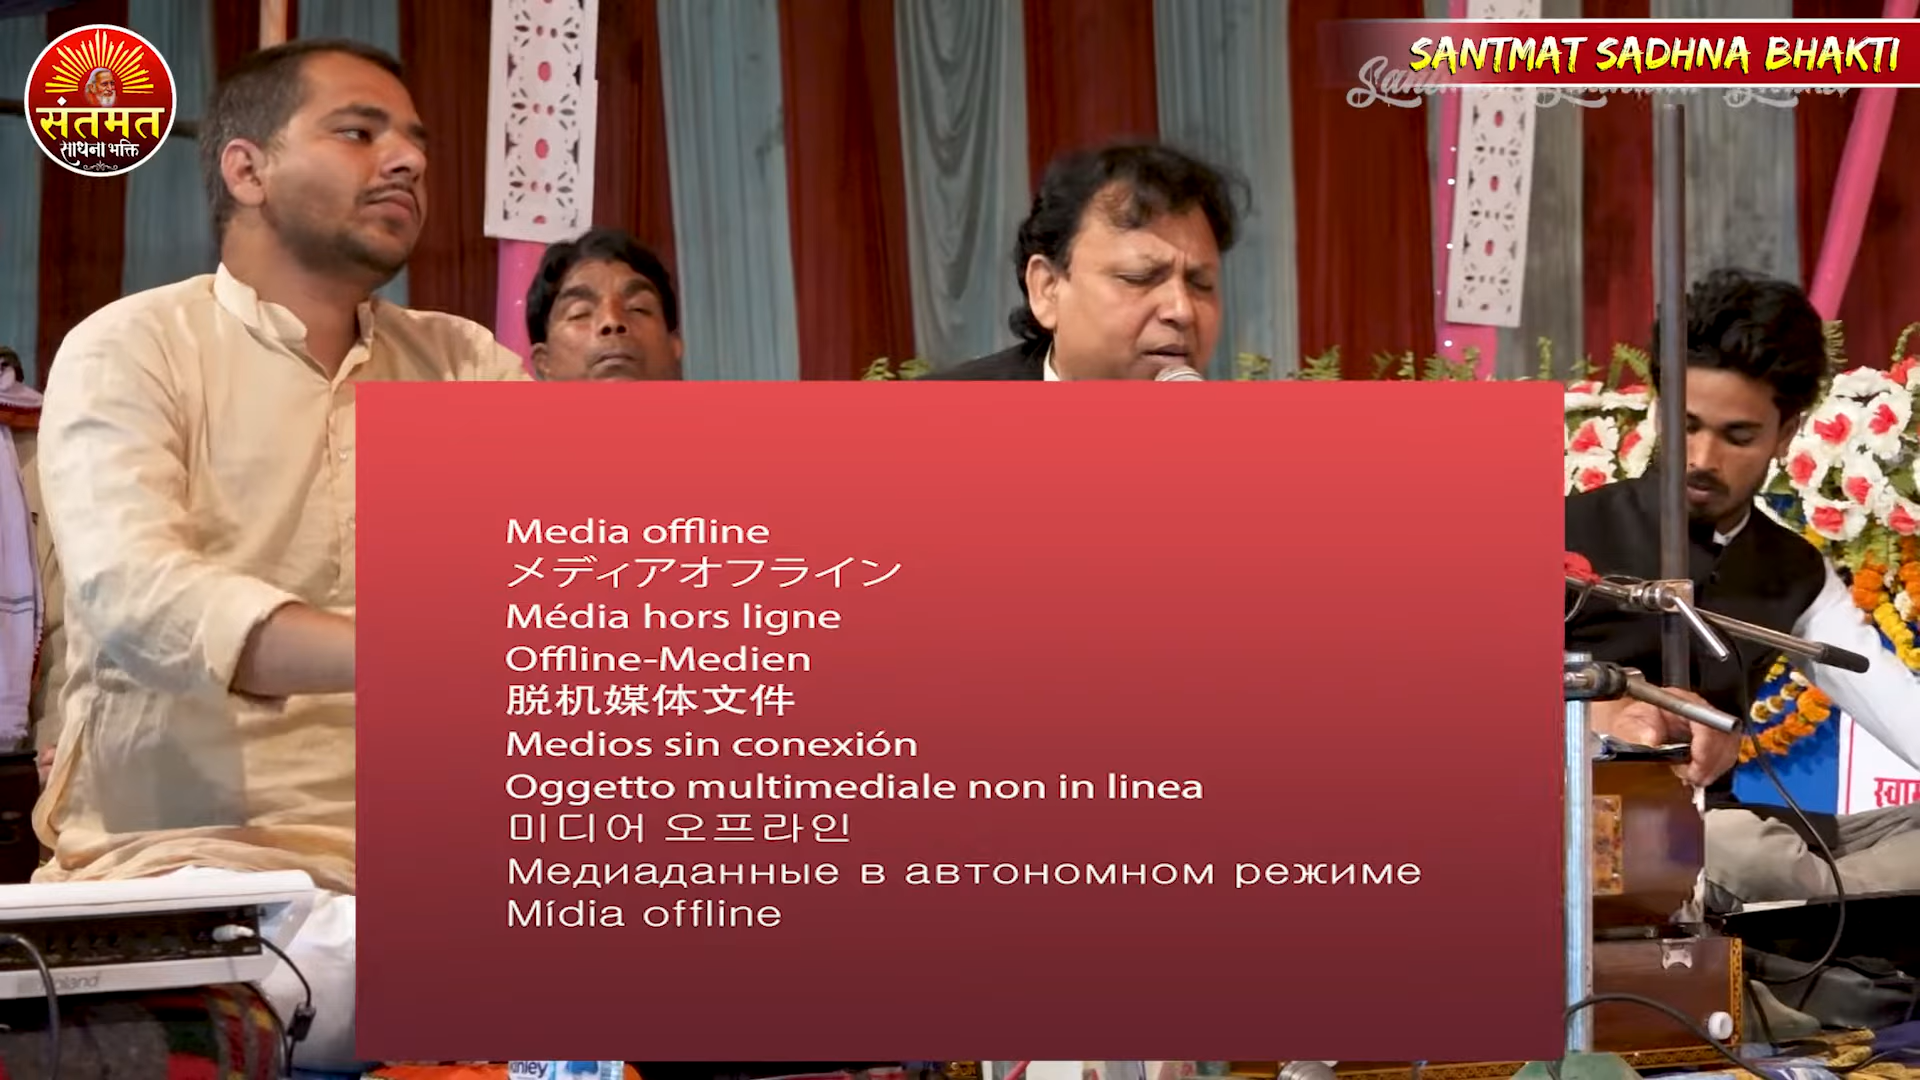 संतमत
साधना भक्ति
SANTMAT SADHNA BHAKTI
Media offline
メディアオフライン
Média hors ligne
Offline-Medien
脱机媒体文件
Medios sin conexión
Oggetto multimediale non in linea
미디어 오프라인
Медиаданные в автономном режиме
Mídia offline
स्वाम
Roland